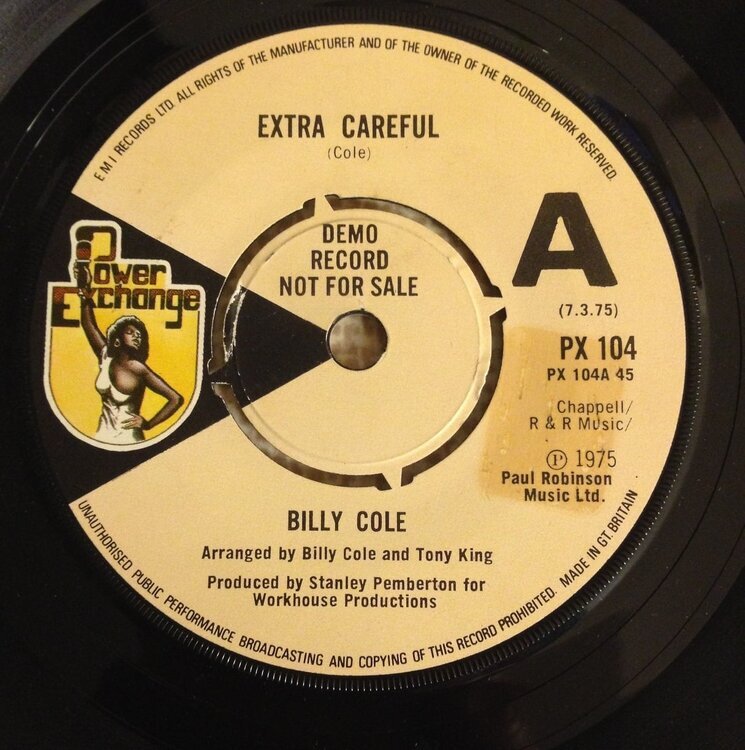 E M I RECORDS LTD. ALL RIGHTS OF THE MANUFACTURER AND OF THE OWNER OF THE RECORDED WORK RESERVED.
EXTRA CAREFUL
(Cole)
DEMO
RECORD
NOT FOR SALE
A
Power
Exchange
(7.3.75)
PX 104
PX 104A 45
Chappell/
R & R Music/
℗ 1975
Paul Robinson
Music Ltd.
BILLY COLE
Arranged by Billy Cole and Tony King
Produced by Stanley Pemberton for
Workhouse Productions
UNAUTHORISED PUBLIC PERFORMANCE BROADCASTING AND COPYING OF THIS RECORD PROHIBITED. MADE IN GT. BRITAIN